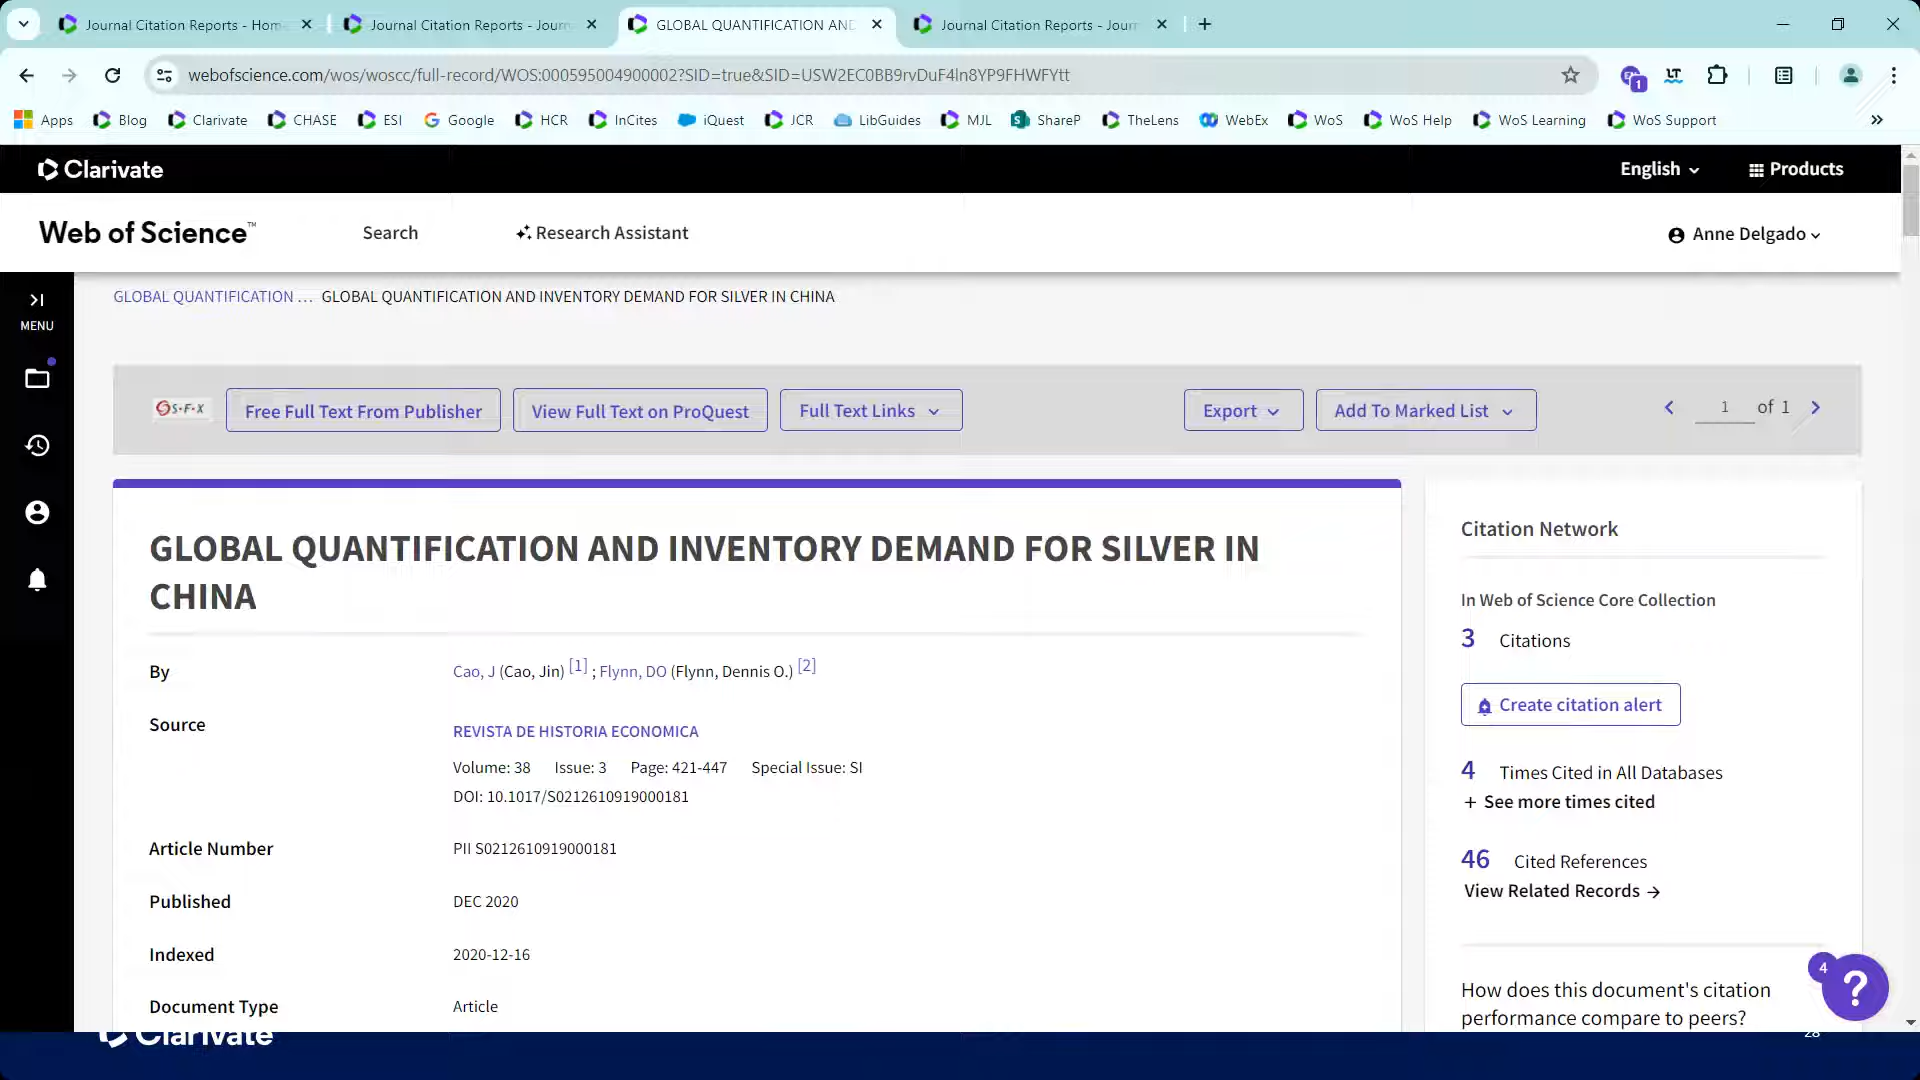 Journal Citation Reports - Hom
Journal Citation Reports - Journ
GLOBAL QUANTIFICATION AND
Journal Citation Reports - Journ
webofscience.com/wos/woscc/full-record/WOS:000595004900002?SID=true&SID=USW2EC0BB9rvDuF4ln8YP9FHWFYtt
1
LT
Apps
Blog
Clarivate
CHASE
ESI
Google
HCR
InCites
iQuest
JCR
LibGuides
MJL
ShareP
TheLens
WebEx
WoS
WoS Help
WoS Learning
WoS Support
»
Clarivate
English
Products
Web of Science™
Search
Research Assistant
Anne Delgado
MENU
GLOBAL QUANTIFICATION ... GLOBAL QUANTIFICATION AND INVENTORY DEMAND FOR SILVER IN CHINA
S·F·X
Free Full Text From Publisher
View Full Text on ProQuest
Full Text Links
Export
Add To Marked List
1 of 1
GLOBAL QUANTIFICATION AND INVENTORY DEMAND FOR SILVER IN
CHINA
By
Cao, J (Cao, Jin) [1] ; Flynn, DO (Flynn, Dennis O.) [2]
Source
REVISTA DE HISTORIA ECONOMICA
Volume: 38 Issue: 3 Page: 421-447 Special Issue: SI
DOI: 10.1017/S0212610919000181
Article Number
PII S0212610919000181
Published
DEC 2020
Indexed
2020-12-16
Document Type
Article
Citation Network
In Web of Science Core Collection
3 Citations
Create citation alert
4 Times Cited in All Databases
+ See more times cited
46 Cited References
View Related Records →
How does this document's citation
performance compare to peers?
4
?
Clarivate
28